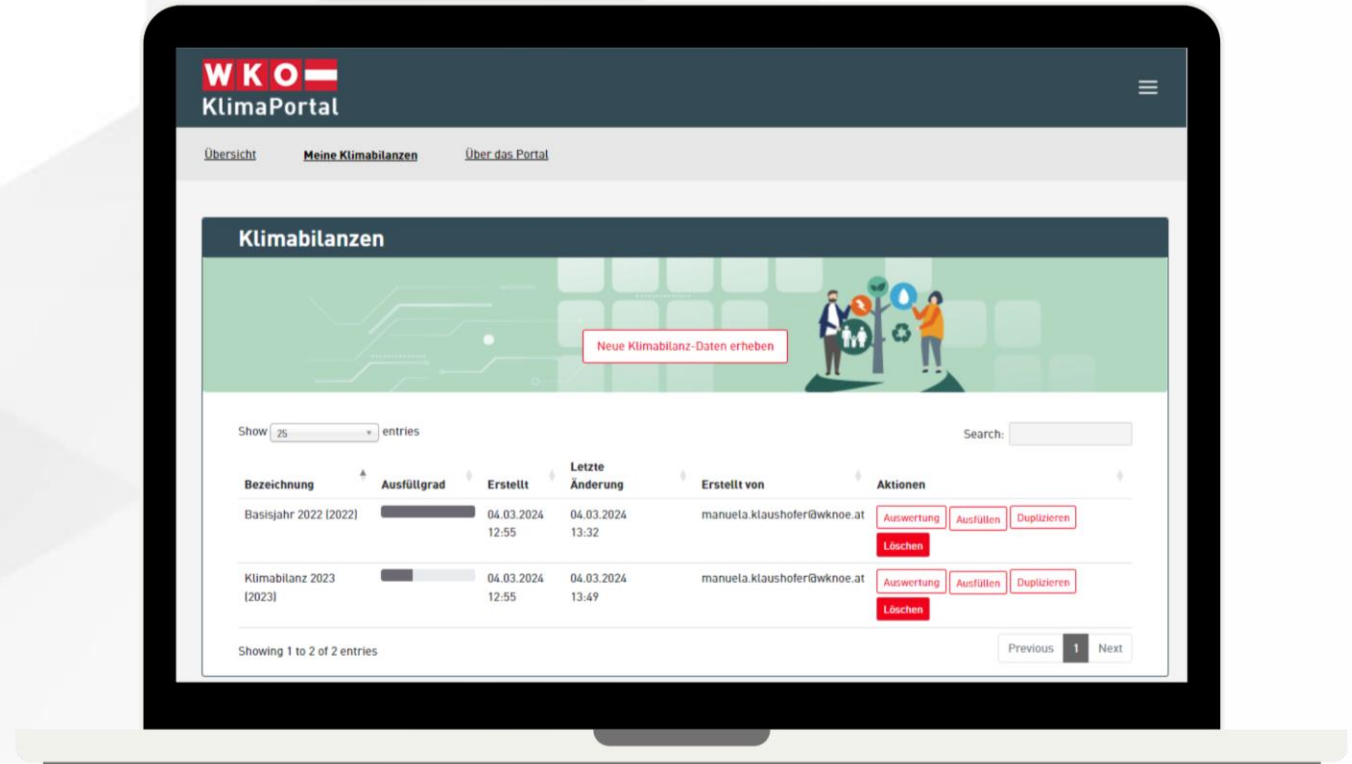 WKO
KlimaPortal
Übersicht Meine Klimabilanzen Über das Portal
Klimabilanzen
Neue Klimabilanz-Daten erheben
Show 25 entries Search:
Bezeichnung Ausfüllgrad Erstellt Letzte Änderung Erstellt von Aktionen
Basisjahr 2022 (2022) 04.03.2024 04.03.2024 manuela.klaushofer@wknoe.at Auswertung Ausfüllen Duplizieren
12:55 13:32 Löschen
Klimabilanz 2023 04.03.2024 04.03.2024 manuela.klaushofer@wknoe.at Auswertung Ausfüllen Duplizieren
(2023) 12:55 13:49 Löschen
Showing 1 to 2 of 2 entries Previous 1 Next